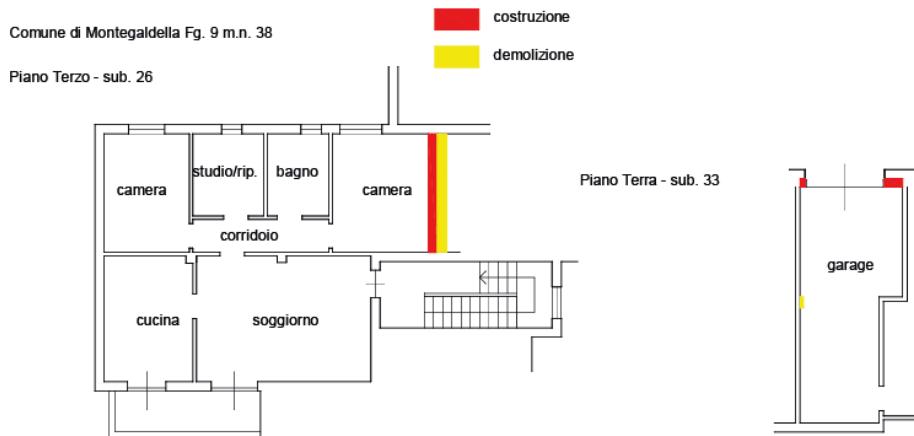 costruzione
Comune di Montegaldella Fg. 9 m.n. 38
demolizione
Piano Terzo - sub. 26
studio/rip.
bagno
camera
camera
Piano Terra - sub. 33
corridoio
garage
cucina
soggiorno